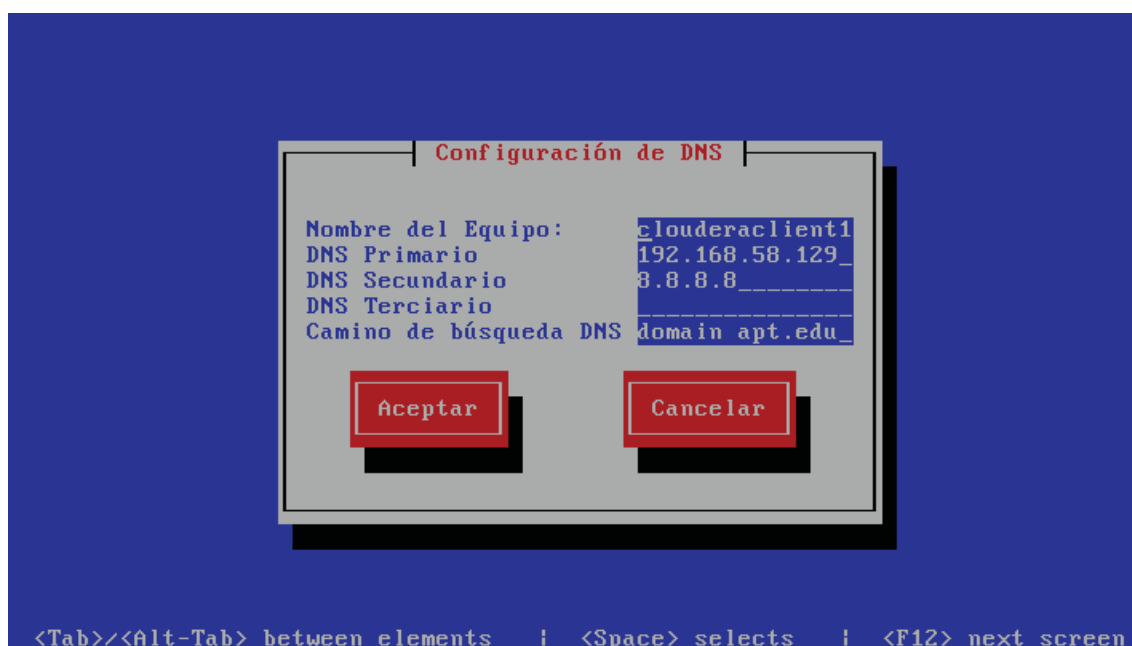 Configuración de DNS
Nombre del Equipo: clouderaclient1
DNS Primario 192.168.58.129_
DNS Secundario 8.8.8.8________
DNS Terciario _______________
Camino de búsqueda DNS domain apt.edu_
Aceptar Cancelar
<Tab>/<Alt-Tab> between elements | <Space> selects | <F12> next screen